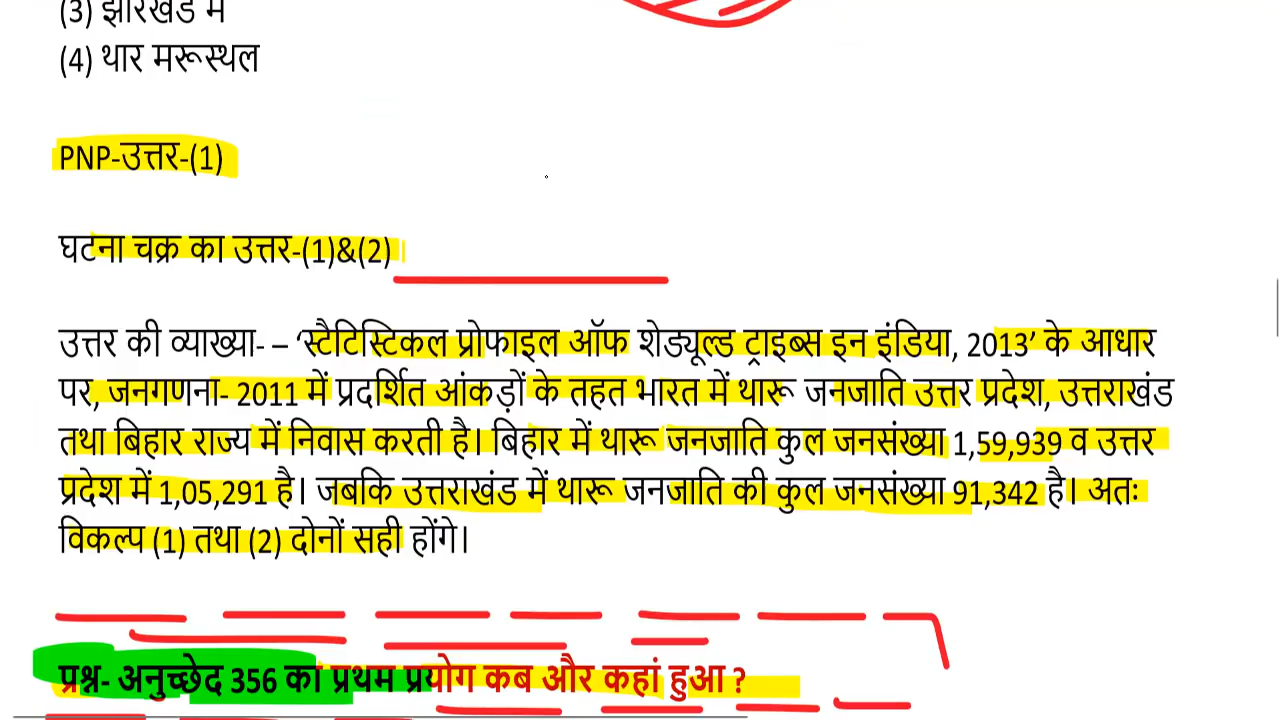 (3) झारखंड में
(4) थार मरूस्थल
PNP-उत्तर-(1)
घटना चक्र का उत्तर-(1)&(2)
उत्तर की व्याख्या- – ‘स्टैटिस्टिकल प्रोफाइल ऑफ शेड्यूल्ड ट्राइब्स इन इंडिया, 2013’ के आधार
पर, जनगणना- 2011 में प्रदर्शित आंकड़ों के तहत भारत में थारू जनजाति उत्तर प्रदेश, उत्तराखंड
तथा बिहार राज्य में निवास करती है। बिहार में थारू जनजाति कुल जनसंख्या 1,59,939 व उत्तर
प्रदेश में 1,05,291 है। जबकि उत्तराखंड में थारू जनजाति की कुल जनसंख्या 91,342 है। अतः
विकल्प (1) तथा (2) दोनों सही होंगे।
प्रश्न- अनुच्छेद 356 का प्रथम प्रयोग कब और कहां हुआ ?